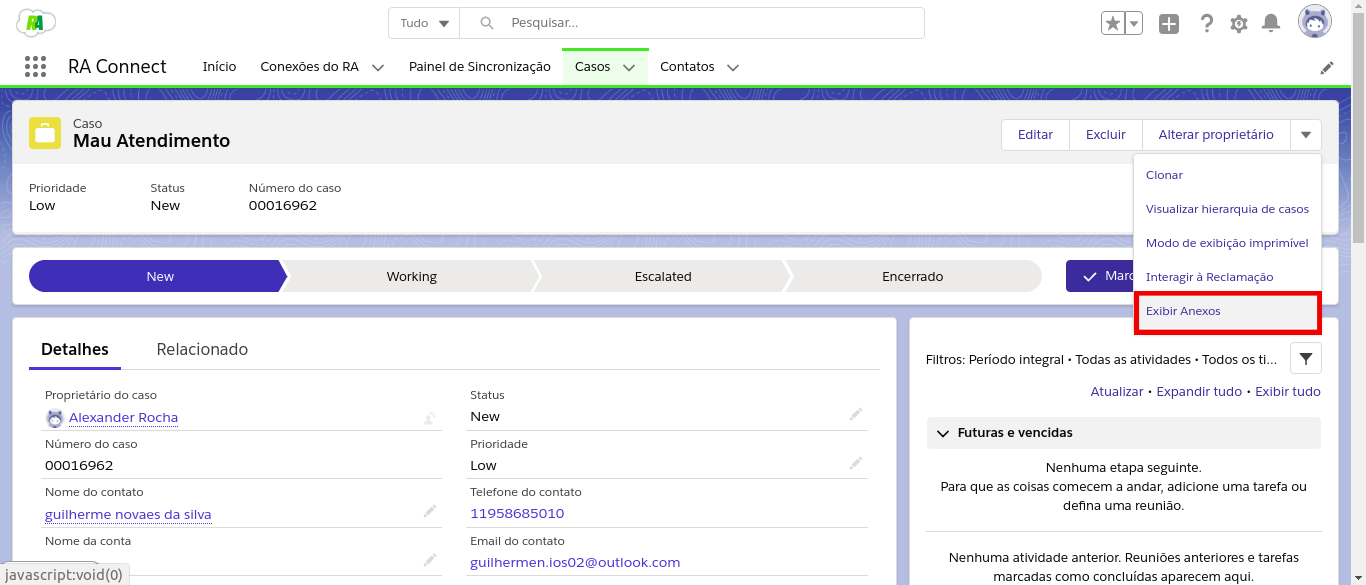 RA
Tudo
Pesquisar...
RA Connect
Início
Conexões do RA
Painel de Sincronização
Casos
Contatos
Caso
Mau Atendimento
Editar
Excluir
Alterar proprietário
Clonar
Visualizar hierarquia de casos
Modo de exibição imprimível
Interagir à Reclamação
Exibir Anexos
Prioridade
Low
Status
New
Número do caso
00016962
New
Working
Escalated
Encerrado
Marc
Detalhes
Relacionado
Proprietário do caso
Alexander Rocha
Número do caso
00016962
Nome do contato
guilherme novaes da silva
Nome da conta
Status
New
Prioridade
Low
Telefone do contato
11958685010
Email do contato
guilhermen.ios02@outlook.com
Filtros: Período integral • Todas as atividades • Todos os ti...
Atualizar • Expandir tudo • Exibir tudo
Futuras e vencidas
Nenhuma etapa seguinte.
Para que as coisas comecem a andar, adicione uma tarefa ou
defina uma reunião.
Nenhuma atividade anterior. Reuniões anteriores e tarefas
marcadas como concluídas aparecem aqui.
javascript:void(0)